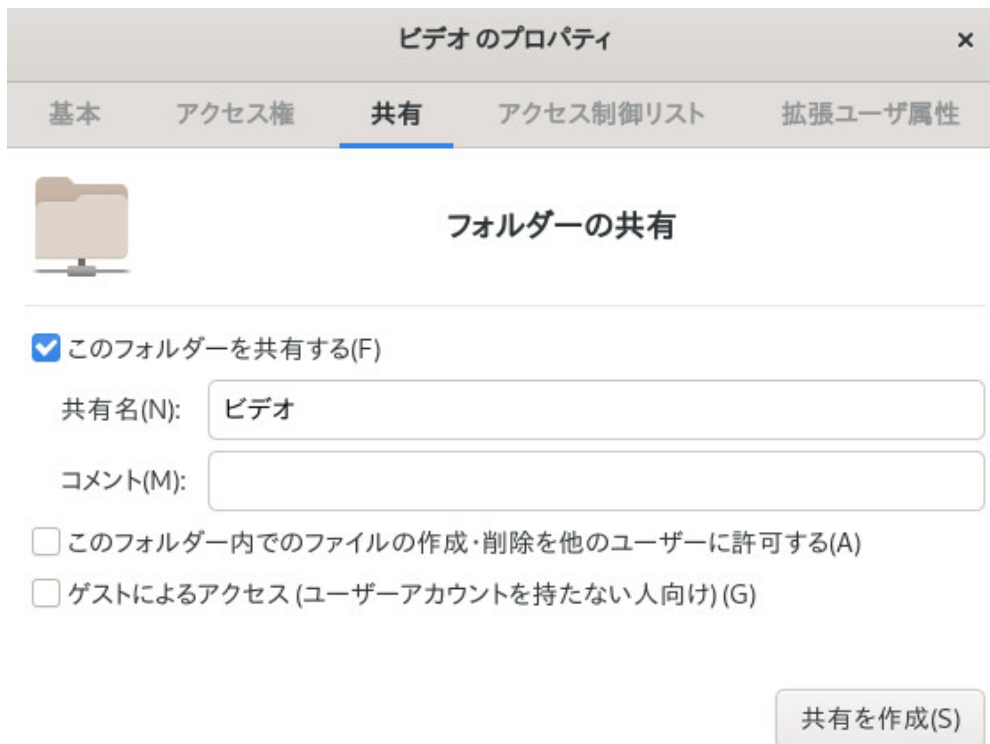 ビデオ のプロパティ ×
基本 アクセス権 共有 アクセス制御リスト 拡張ユーザ属性
フォルダーの共有
このフォルダーを共有する(F)
共有名(N): ビデオ
コメント(M):
このフォルダー内でのファイルの作成・削除を他のユーザーに許可する(A)
ゲストによるアクセス (ユーザーアカウントを持たない人向け) (G)
共有を作成(S)